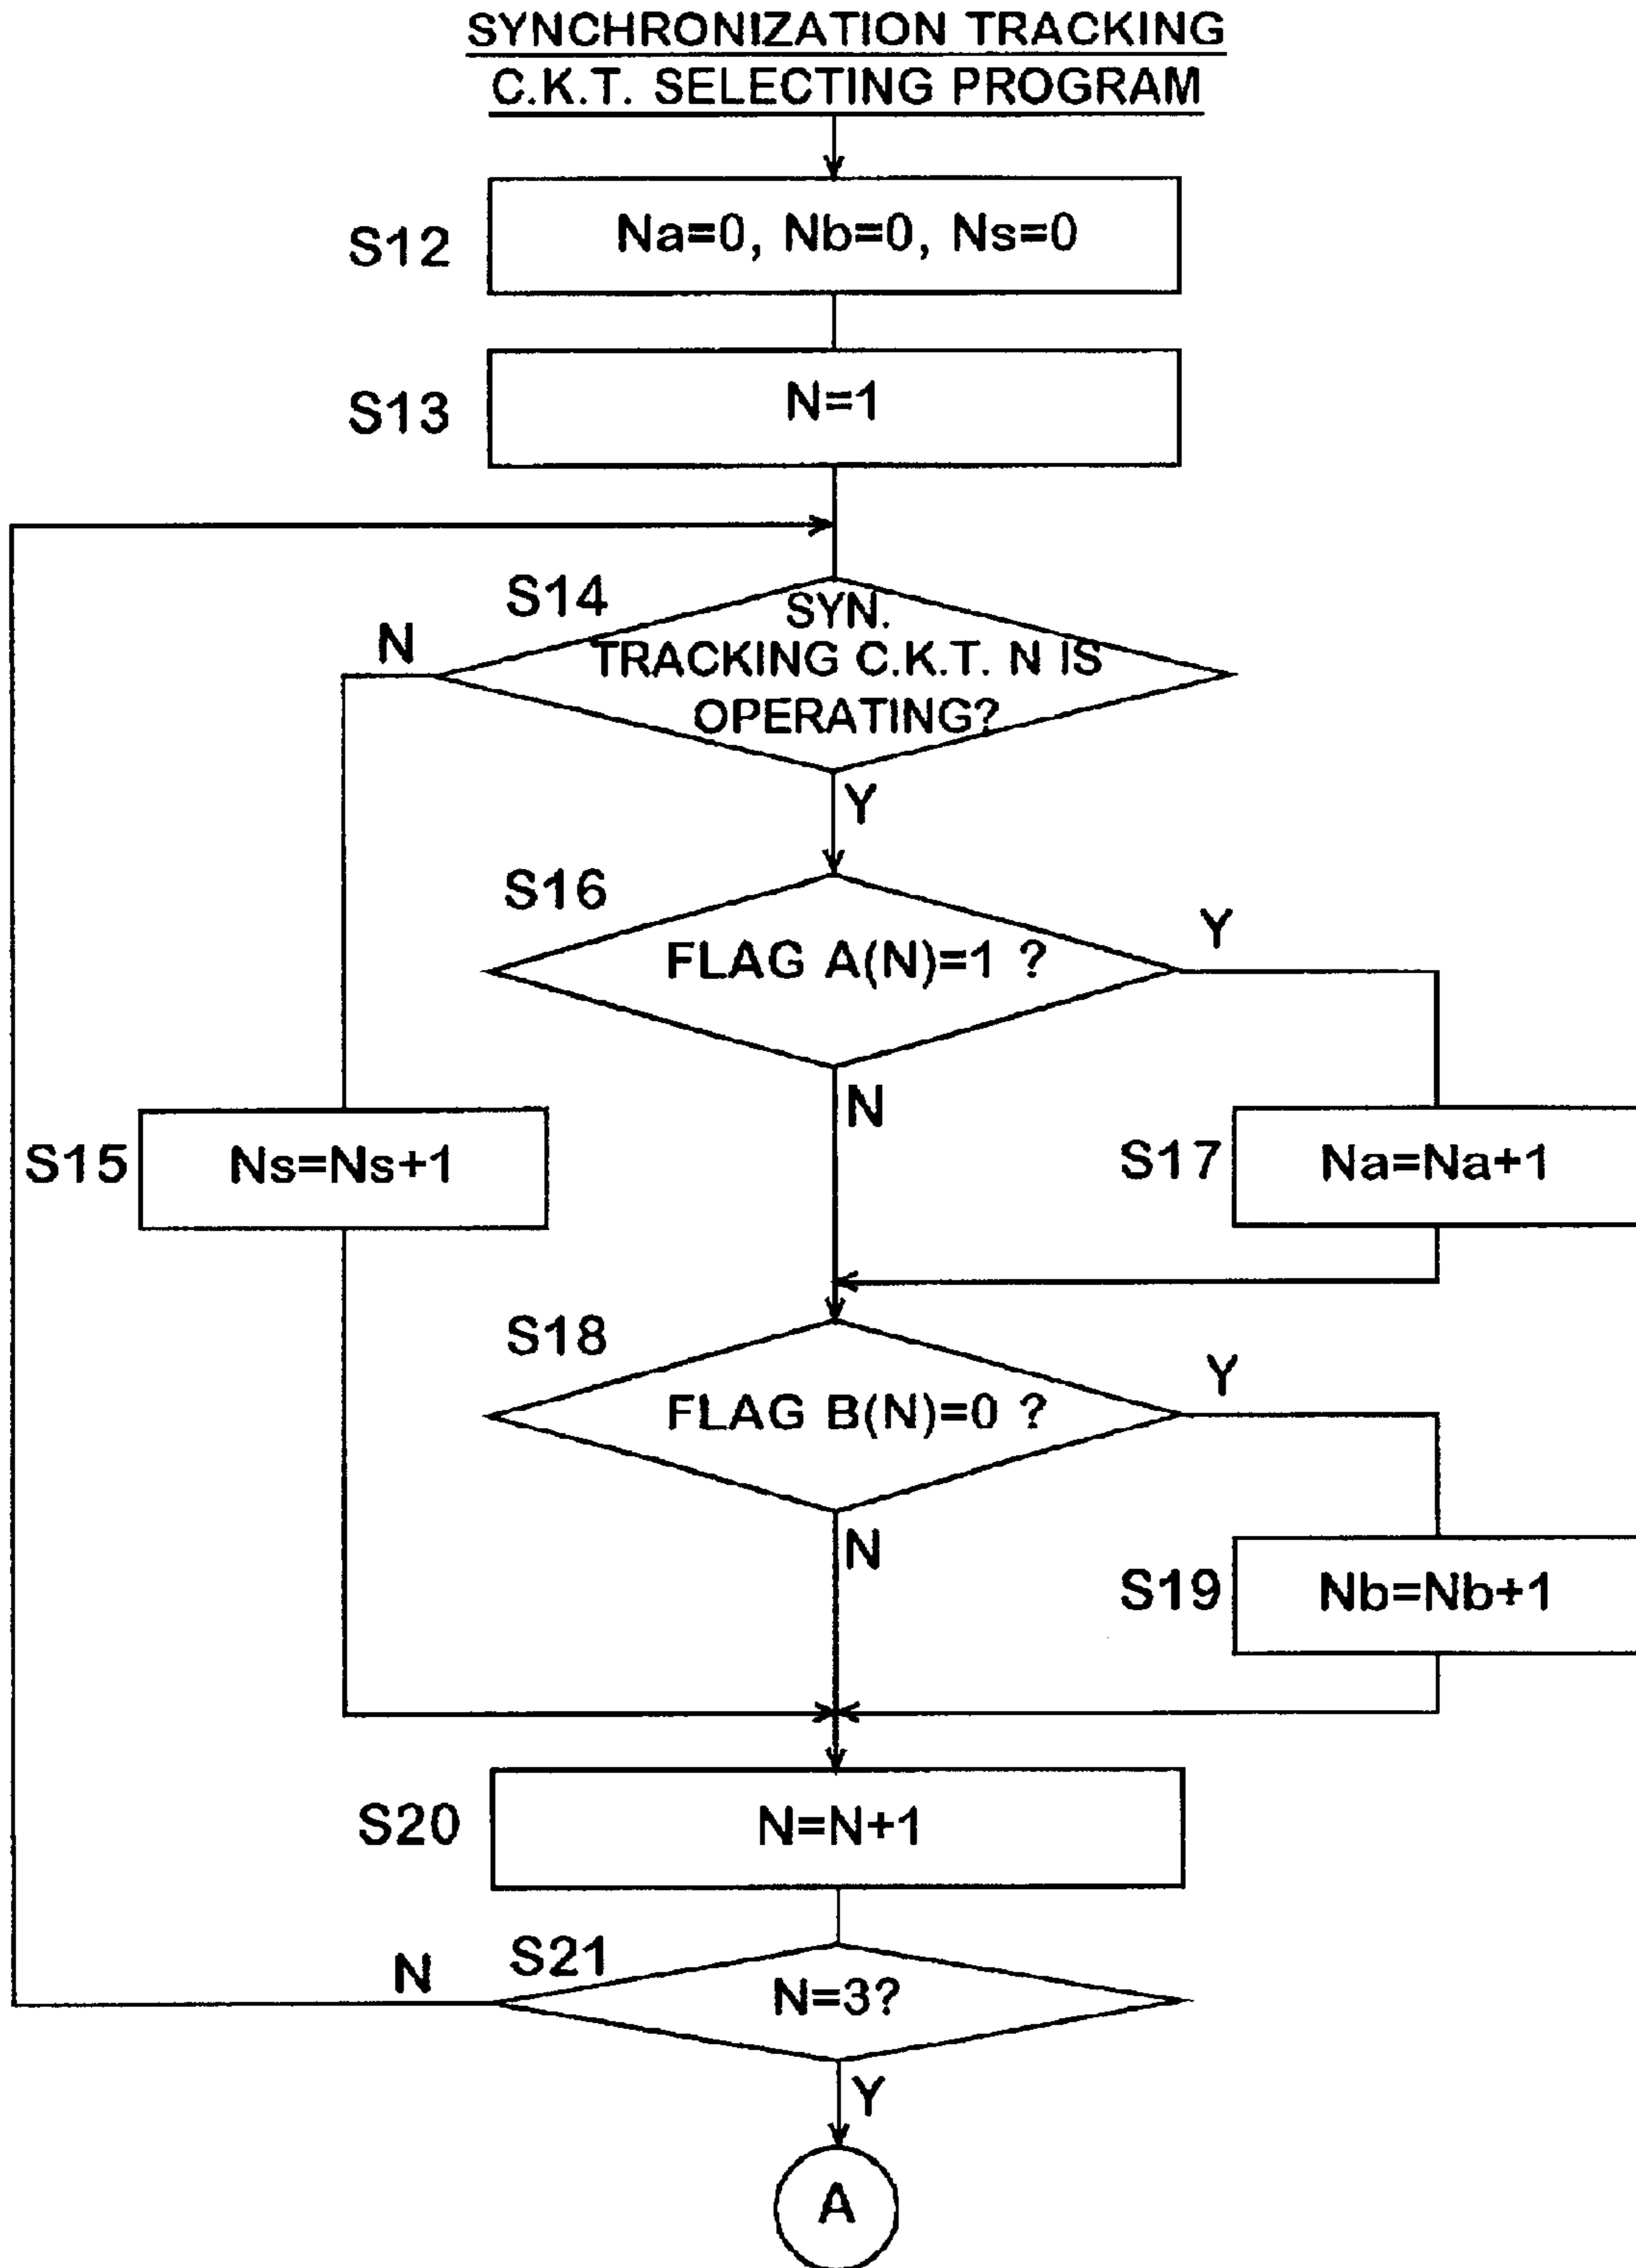 SYNCHRONIZATION TRACKING
C.K.T. SELECTING PROGRAM
S12
Na=0, Nb=0, Ns=0
S13
N=1
S14
N
SYN.
TRACKING C.K.T. N IS
OPERATING?
Y
S16
FLAG A(N)=1 ?
Y
N
S15
Ns=Ns+1
S17
Na=Na+1
S18
FLAG B(N)=0 ?
Y
N
S19
Nb=Nb+1
S20
N=N+1
S21
N
N=3?
Y
A